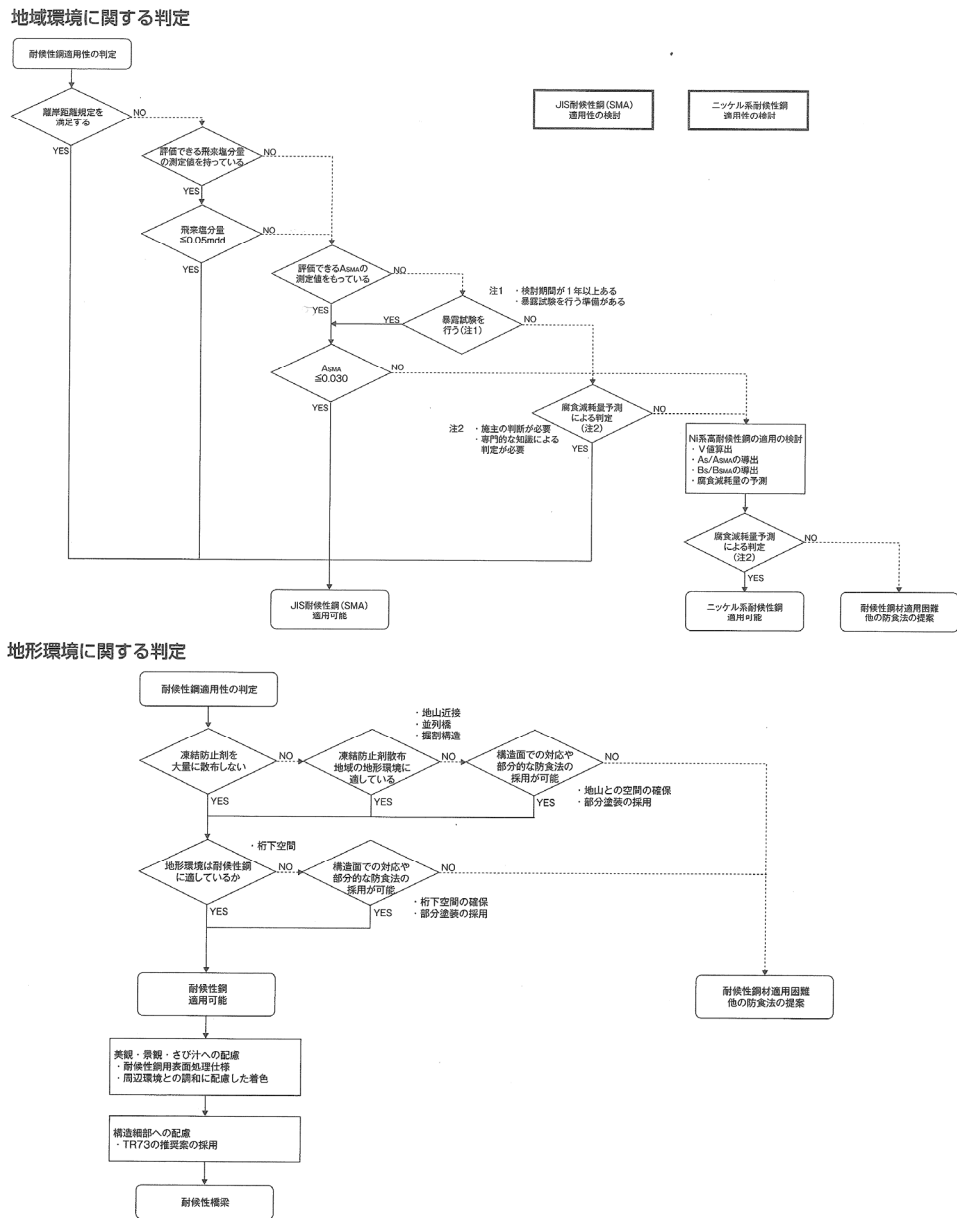 地域環境に関する判定
耐候性鋼適用性の判定
JIS耐候性鋼(SMA)
適用性の検討
ニッケル系耐候性鋼
適用性の検討
離岸距離規定を
満足する
NO
YES
評価できる飛来塩分量
の測定値を持っている
NO
YES
飛来塩分量
≦0.05mdd
NO
YES
評価できるASMAの
測定値をもっている
NO
YES
注1 ・検討期間が1年以上ある
・暴露試験を行う準備がある
暴露試験を
行う(注1)
YES
NO
ASMA
≦0.030
NO
YES
注2 ・施主の判断が必要
・専門的な知識による
判定が必要
腐食減耗量予測
による判定
(注2)
NO
YES
Ni系高耐候性鋼の適用の検討
・V値算出
・As/ASMAの導出
・Bs/BSMAの導出
・腐食減耗量の予測
腐食減耗量予測
による判定
(注2)
NO
YES
JIS耐候性鋼(SMA)
適用可能
ニッケル系耐候性鋼
適用可能
耐候性鋼材適用困難
他の防食法の提案
地形環境に関する判定
耐候性鋼適用性の判定
凍結防止剤を
大量に散布しない
NO
YES
・地山近接
・並列橋
・掘割構造
凍結防止剤散布
地域の地形環境に
適している
NO
YES
構造面での対応や
部分的な防食法の
採用が可能
NO
YES
・地山との空間の確保
・部分塗装の採用
地形環境は耐候性鋼
に適しているか
・桁下空間
NO
YES
構造面での対応や
部分的な防食法の
採用が可能
NO
YES
・桁下空間の確保
・部分塗装の採用
耐候性鋼
適用可能
耐候性鋼材適用困難
他の防食法の提案
美観・景観・さび汁への配慮
・耐候性鋼用表面処理仕様
・周辺環境との調和に配慮した着色
構造細部への配慮
・TR73の推奨案の採用
耐候性橋梁